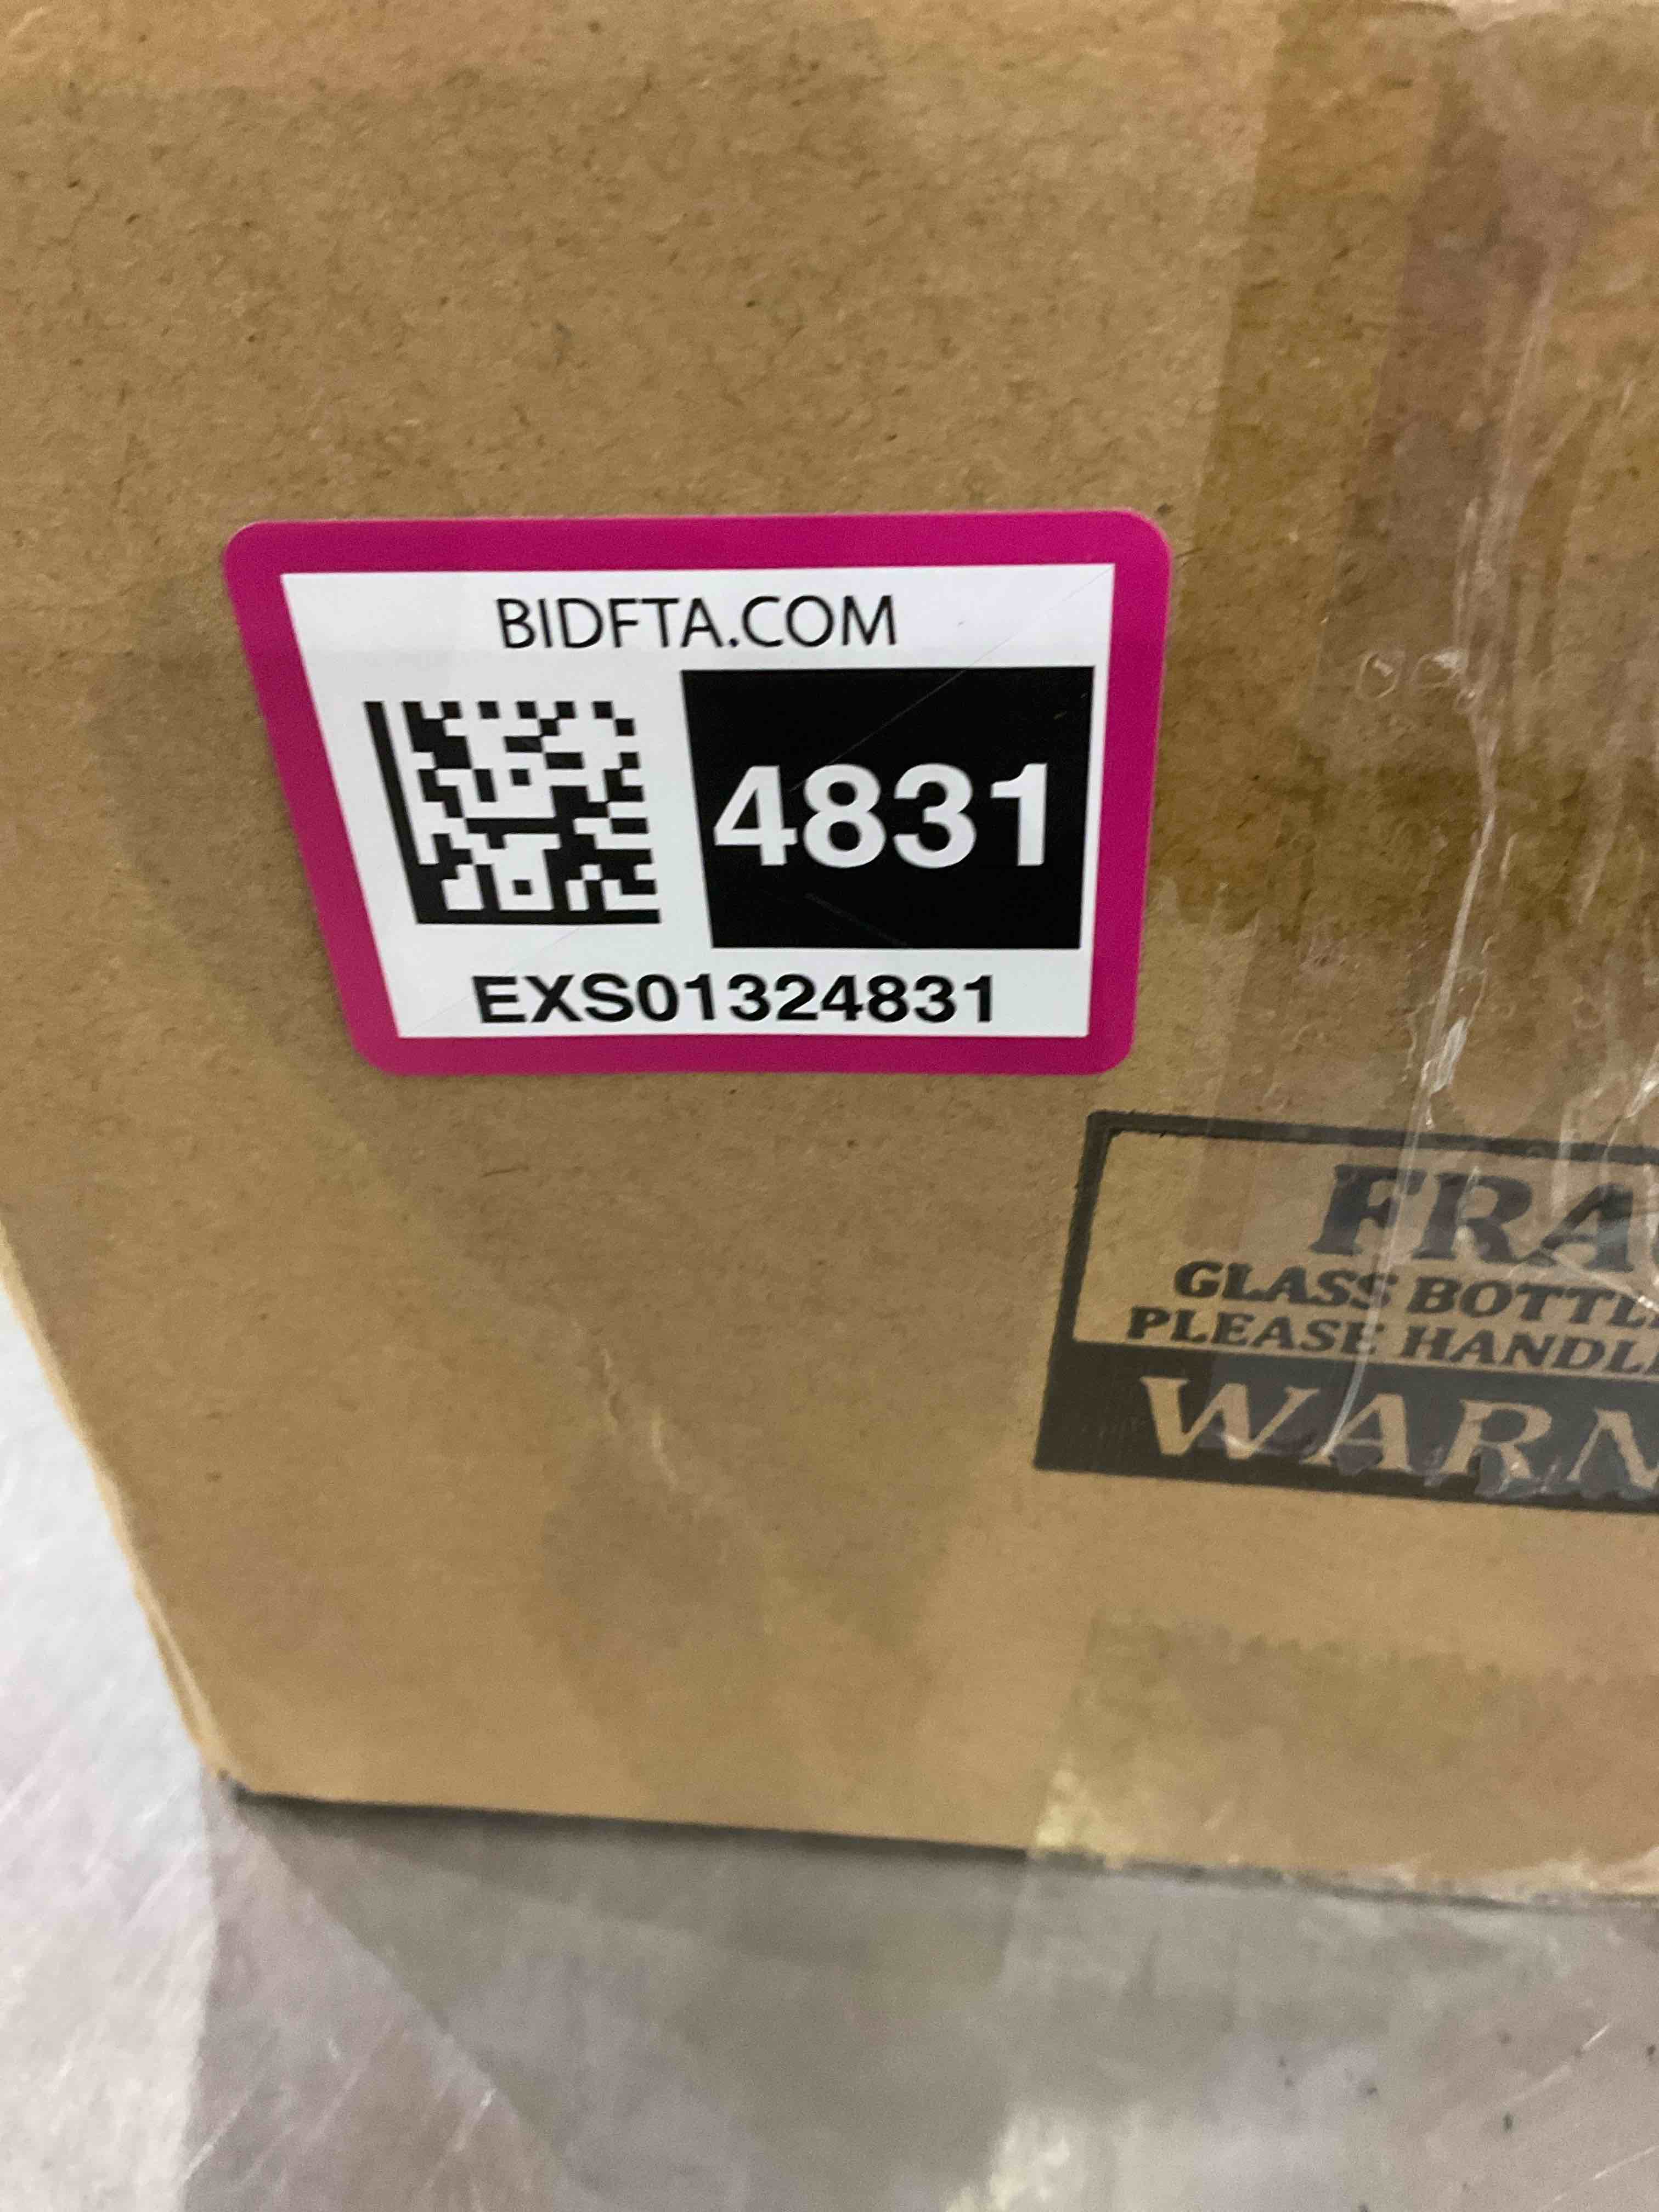 BIDFTA.COM
4831
EXS01324831
FRA
GLASS BOTTL
PLEASE HANDL
WARN